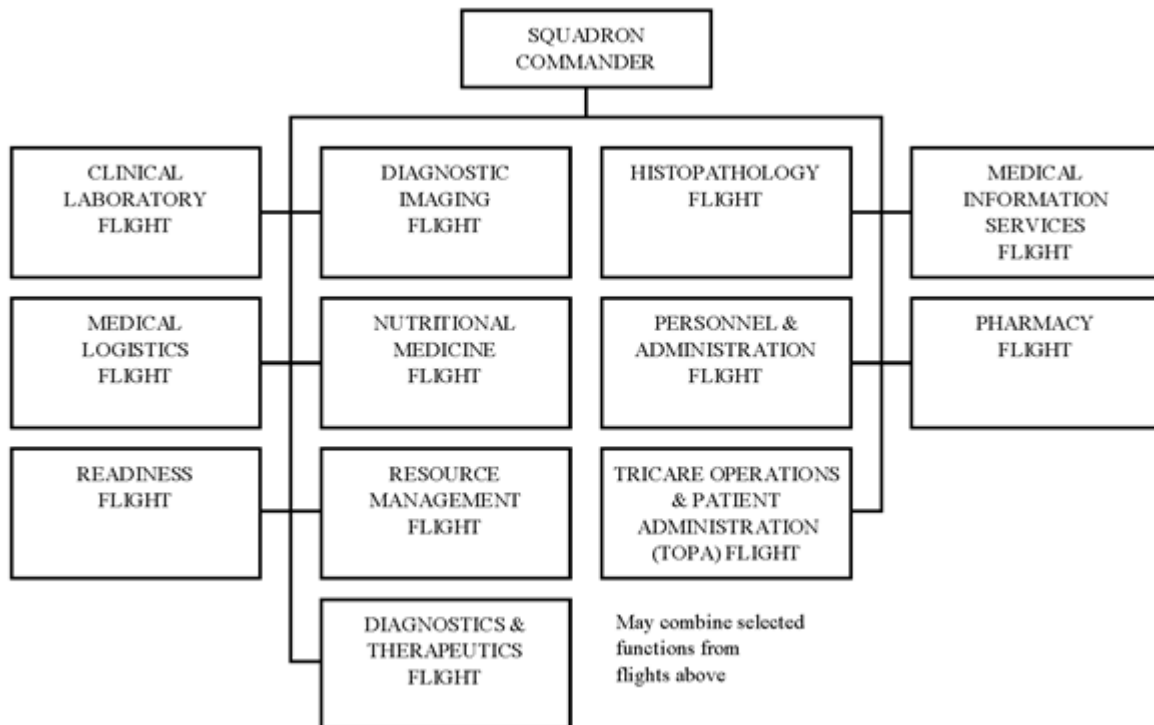 SQUADRON
COMMANDER
CLINICAL
LABORATORY
FLIGHT
DIAGNOSTIC
IMAGING
FLIGHT
HISTOPATHOLOGY
FLIGHT
MEDICAL
INFORMATION
SERVICES
FLIGHT
MEDICAL
LOGISTICS
FLIGHT
NUTRITIONAL
MEDICINE
FLIGHT
PERSONNEL &
ADMINISTRATION
FLIGHT
PHARMACY
FLIGHT
READINESS
FLIGHT
RESOURCE
MANAGEMENT
FLIGHT
TRICARE OPERATIONS
& PATIENT
ADMINISTRATION
(TOPA) FLIGHT
DIAGNOSTICS &
THERAPEUTICS
FLIGHT
May combine selected
functions from
flights above